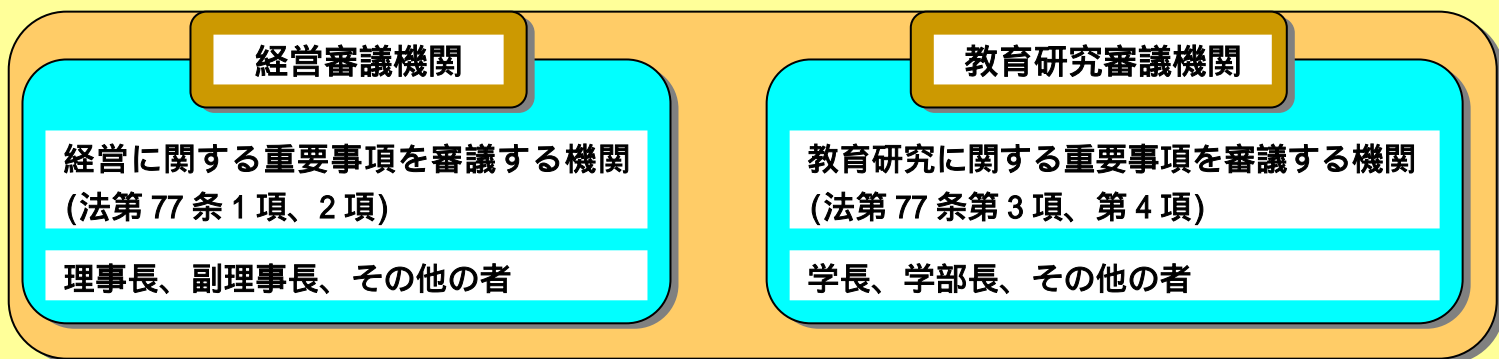 経営審議機関
経営に関する重要事項を審議する機関
(法第 77 条 1 項、2 項)
理事長、副理事長、その他の者
教育研究審議機関
教育研究に関する重要事項を審議する機関
(法第 77 条第 3 項、第 4 項)
学長、学部長、その他の者